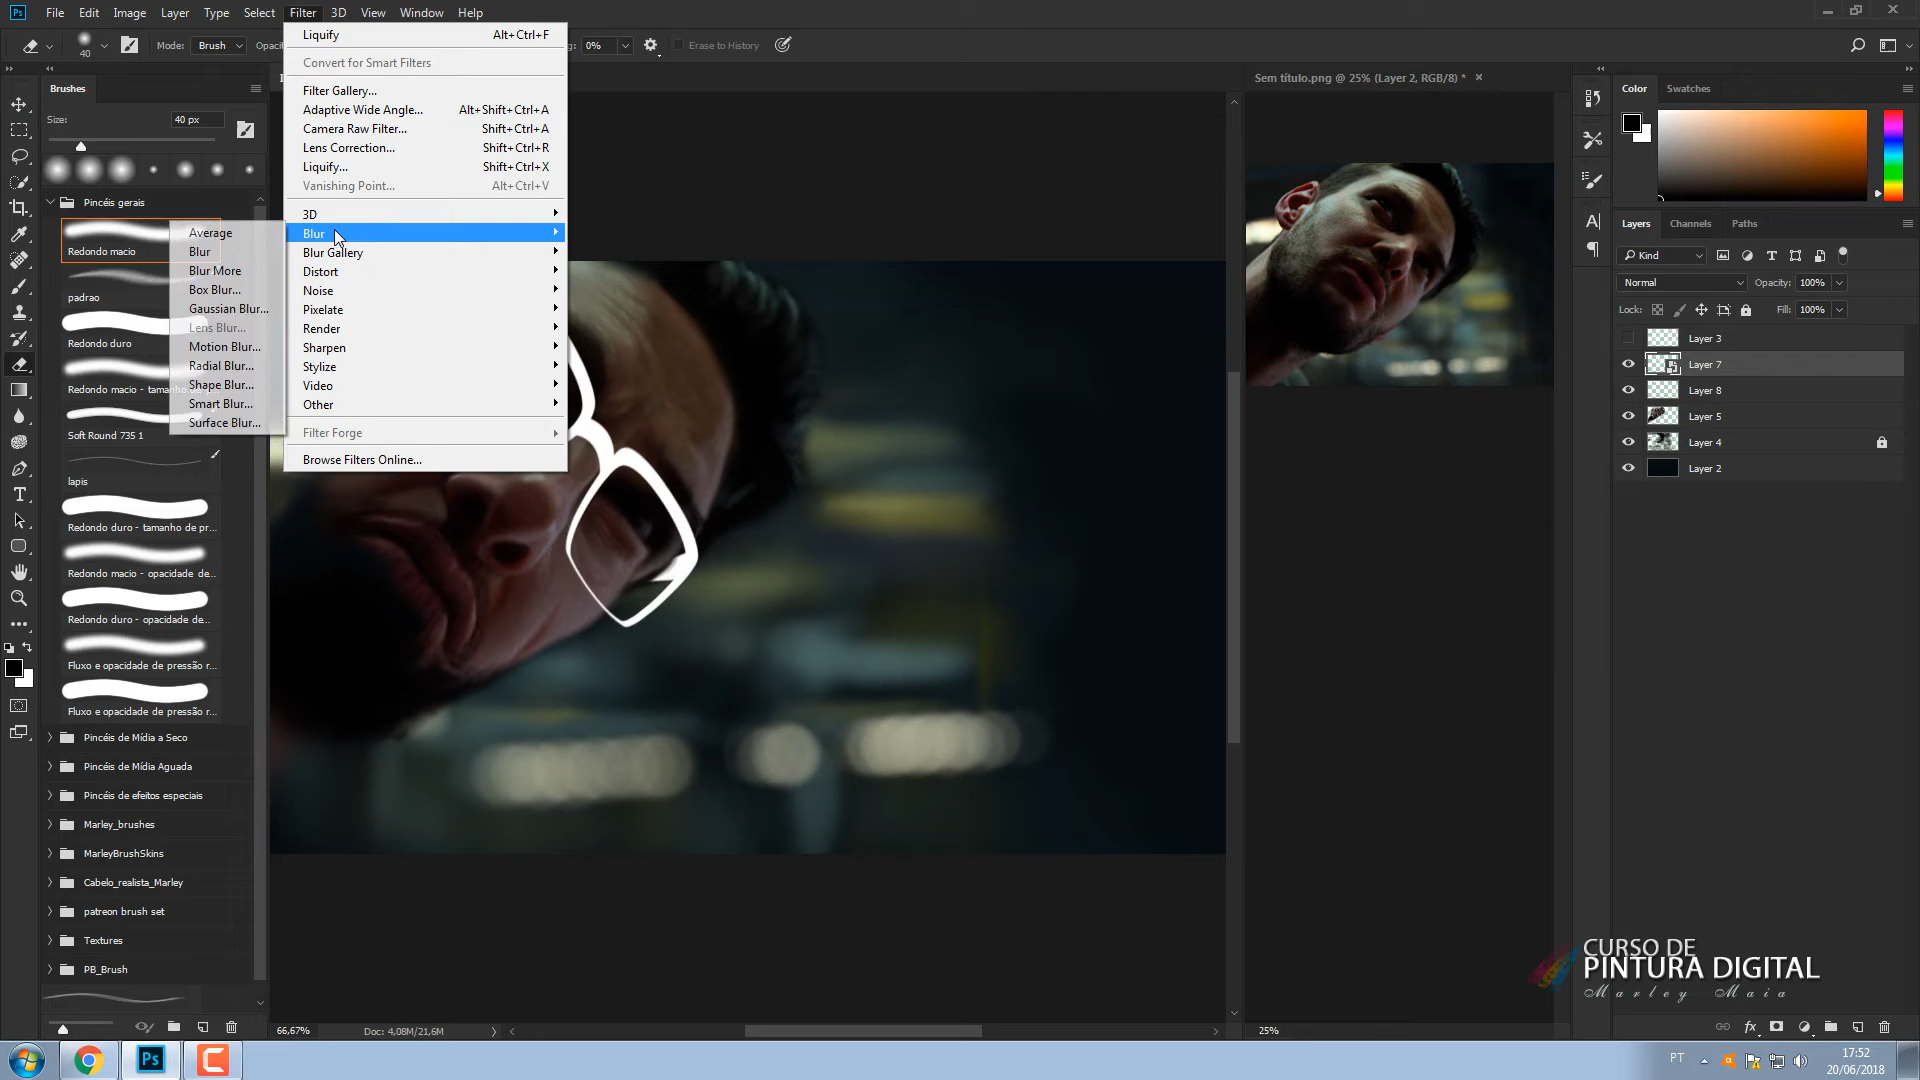 Ps File Edit Image Layer Type Select Filter 3D View Window Help
40 Mode: Brush Opac 0% Erase to History
Liquify Alt+Ctrl+F
Convert for Smart Filters
Filter Gallery...
Adaptive Wide Angle... Alt+Shift+Ctrl+A
Camera Raw Filter... Shift+Ctrl+A
Lens Correction... Shift+Ctrl+R
Liquify... Shift+Ctrl+X
Vanishing Point... Alt+Ctrl+V
3D
Blur
Blur Gallery
Distort
Noise
Pixelate
Render
Sharpen
Stylize
Video
Other
Filter Forge
Browse Filters Online...
Average
Blur
Blur More
Box Blur...
Gaussian Blur...
Lens Blur...
Motion Blur...
Radial Blur...
Shape Blur...
Smart Blur...
Surface Blur...
Brushes
Size: 40 px
Pincéis gerais
Redondo macio
padrao
Redondo duro
Redondo macio - tama
Soft Round 735 1
lapis
Redondo duro - tamanho de pr...
Redondo macio - opacidade de...
Redondo duro - opacidade de...
Fluxo e opacidade de pressão r...
Fluxo e opacidade de pressão r...
Pincéis de Mídia a Seco
Pincéis de Mídia Aguada
Pincéis de efeitos especiais
Marley_brushes
MarleyBrushSkins
Cabelo_realista_Marley
patreon brush set
Textures
PB_Brush
66,67% Doc: 4,08M/21,6M
Sem título.png @ 25% (Layer 2, RGB/8) *
25%
Color Swatches
Layers Channels Paths
Kind
Normal Opacity: 100%
Lock: Fill: 100%
Layer 3
Layer 7
Layer 8
Layer 5
Layer 4
Layer 2
CURSO DE
PINTURA DIGITAL
Marley Maia
Ps PT 17:52
20/06/2018